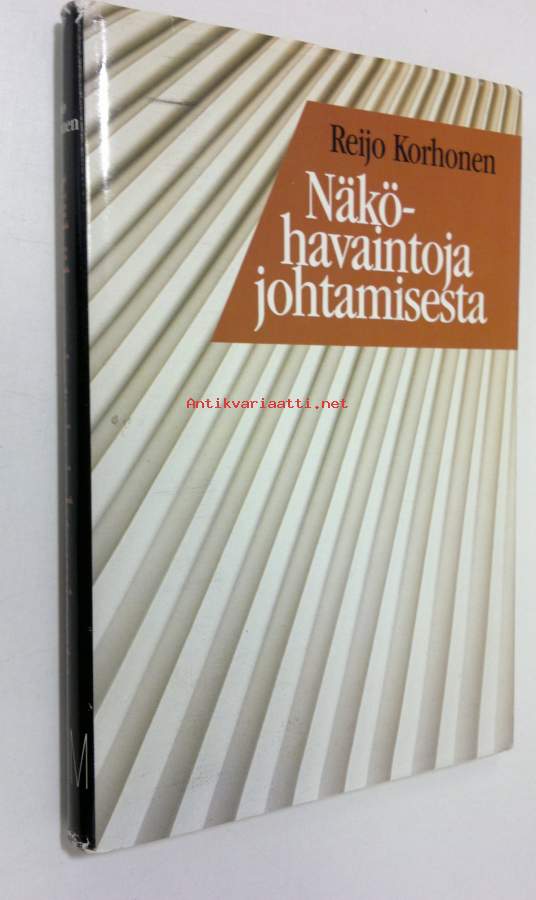 Reijo Korhonen
Näkö-
havaintoja
johtamisesta
Antikvariaatti.net
M